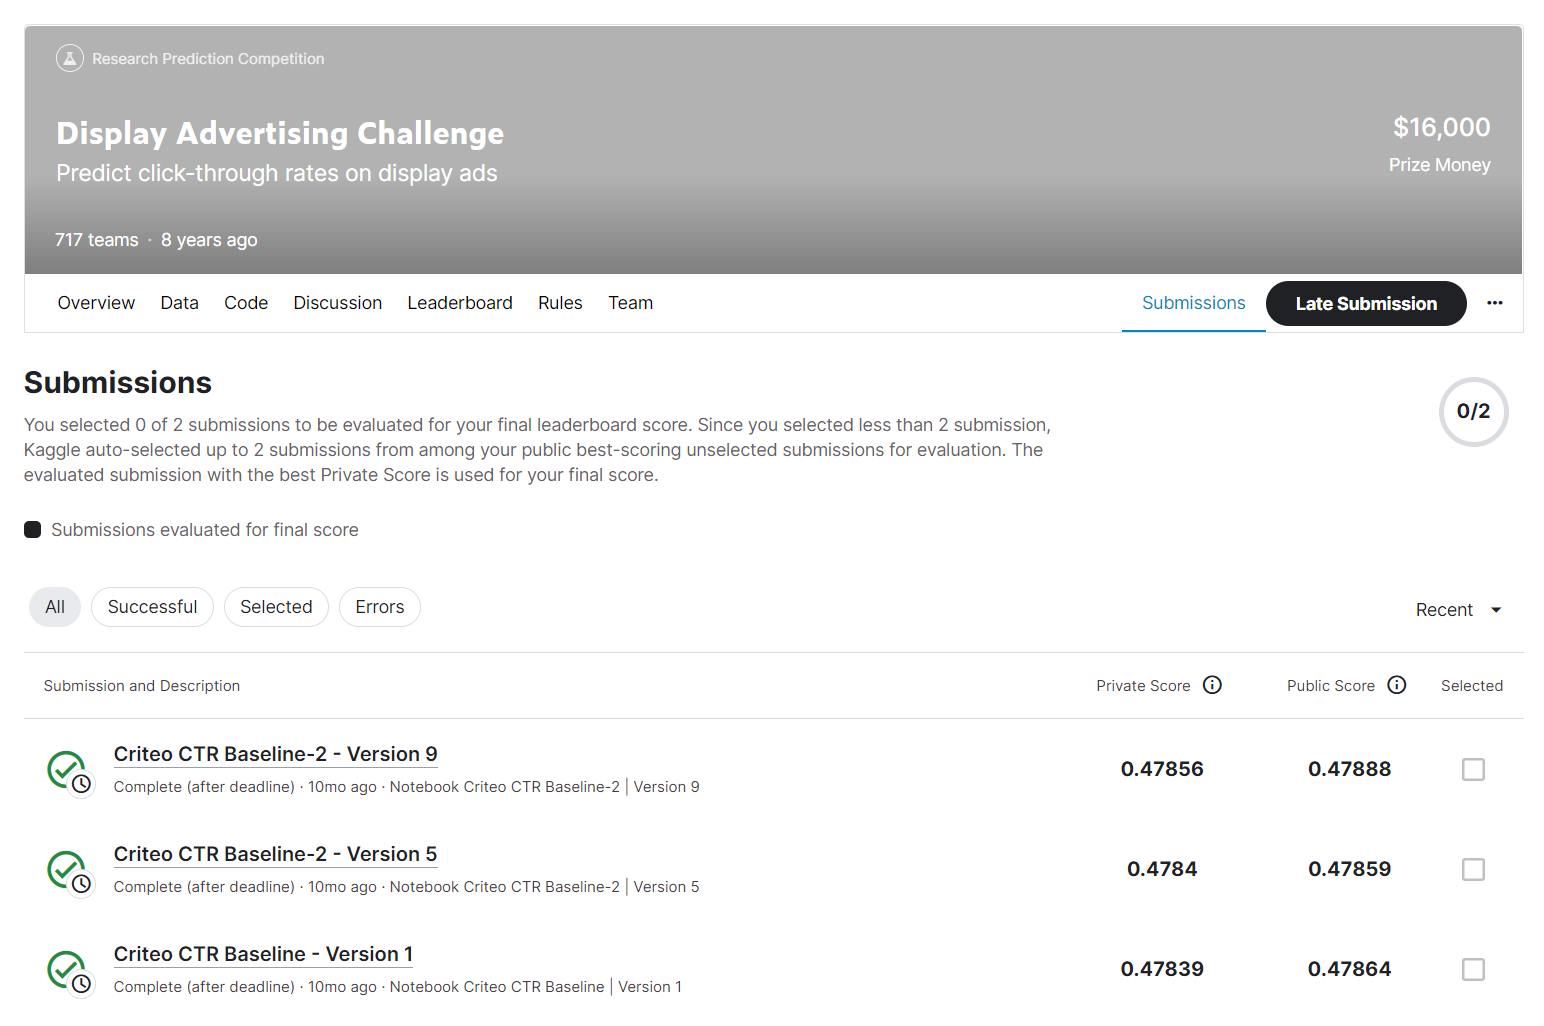 Research Prediction Competition
Display Advertising Challenge
Predict click-through rates on display ads
$16,000
Prize Money
717 teams · 8 years ago
Overview Data Code Discussion Leaderboard Rules Team Submissions Late Submission ···
Submissions
You selected 0 of 2 submissions to be evaluated for your final leaderboard score. Since you selected less than 2 submission,
Kaggle auto-selected up to 2 submissions from among your public best-scoring unselected submissions for evaluation. The
evaluated submission with the best Private Score is used for your final score.
0/2
Submissions evaluated for final score
All Successful Selected Errors Recent
Submission and Description Private Score Public Score Selected
Criteo CTR Baseline-2 - Version 9
Complete (after deadline) · 10mo ago · Notebook Criteo CTR Baseline-2 | Version 9
0.47856 0.47888
Criteo CTR Baseline-2 - Version 5
Complete (after deadline) · 10mo ago · Notebook Criteo CTR Baseline-2 | Version 5
0.4784 0.47859
Criteo CTR Baseline - Version 1
Complete (after deadline) · 10mo ago · Notebook Criteo CTR Baseline | Version 1
0.47839 0.47864